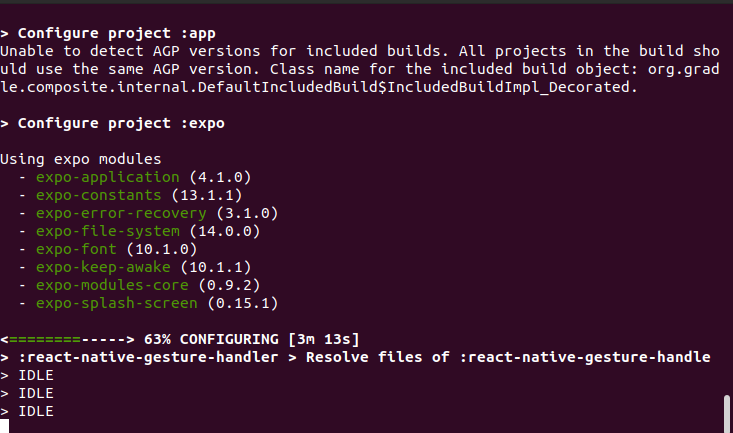 > Configure project :app
Unable to detect AGP versions for included builds. All projects in the build sho
uld use the same AGP version. Class name for the included build object: org.grad
le.composite.internal.DefaultIncludedBuild$IncludedBuildImpl_Decorated.
> Configure project :expo
Using expo modules
- expo-application (4.1.0)
- expo-constants (13.1.1)
- expo-error-recovery (3.1.0)
- expo-file-system (14.0.0)
- expo-font (10.1.0)
- expo-keep-awake (10.1.1)
- expo-modules-core (0.9.2)
- expo-splash-screen (0.15.1)
<========-----> 63% CONFIGURING [3m 13s]
> :react-native-gesture-handler > Resolve files of :react-native-gesture-handle
> IDLE
> IDLE
> IDLE